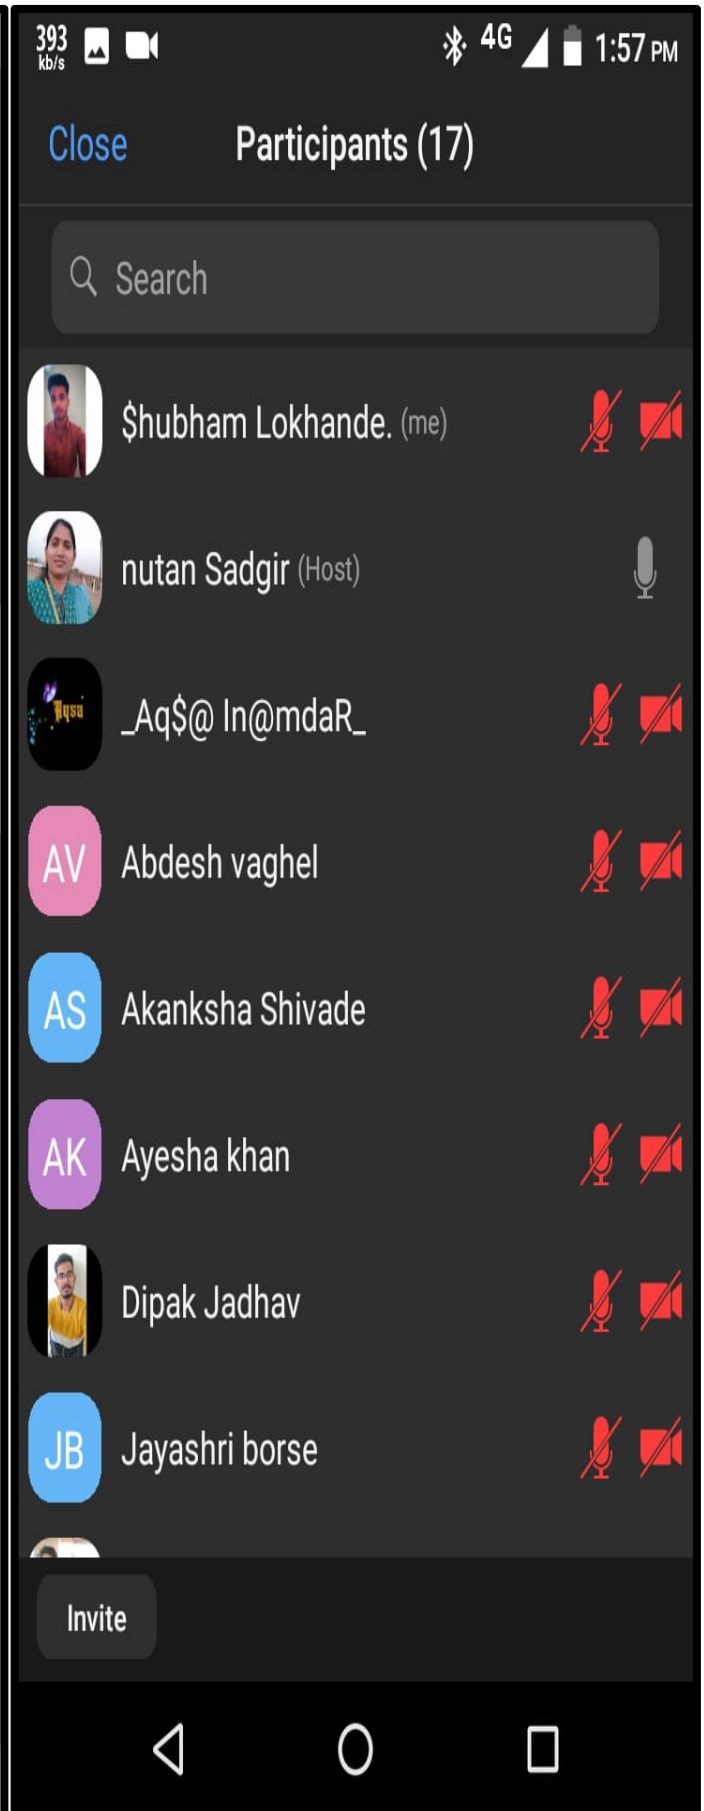 393 kb/s 4G 1:57 PM
Close Participants (17)
Search
$hubham Lokhande. (me)
nutan Sadgir (Host)
Aqsa _Aq$@ In@mdaR_
AV Abdesh vaghel
AS Akanksha Shivade
AK Ayesha khan
Dipak Jadhav
JB Jayashri borse
Invite